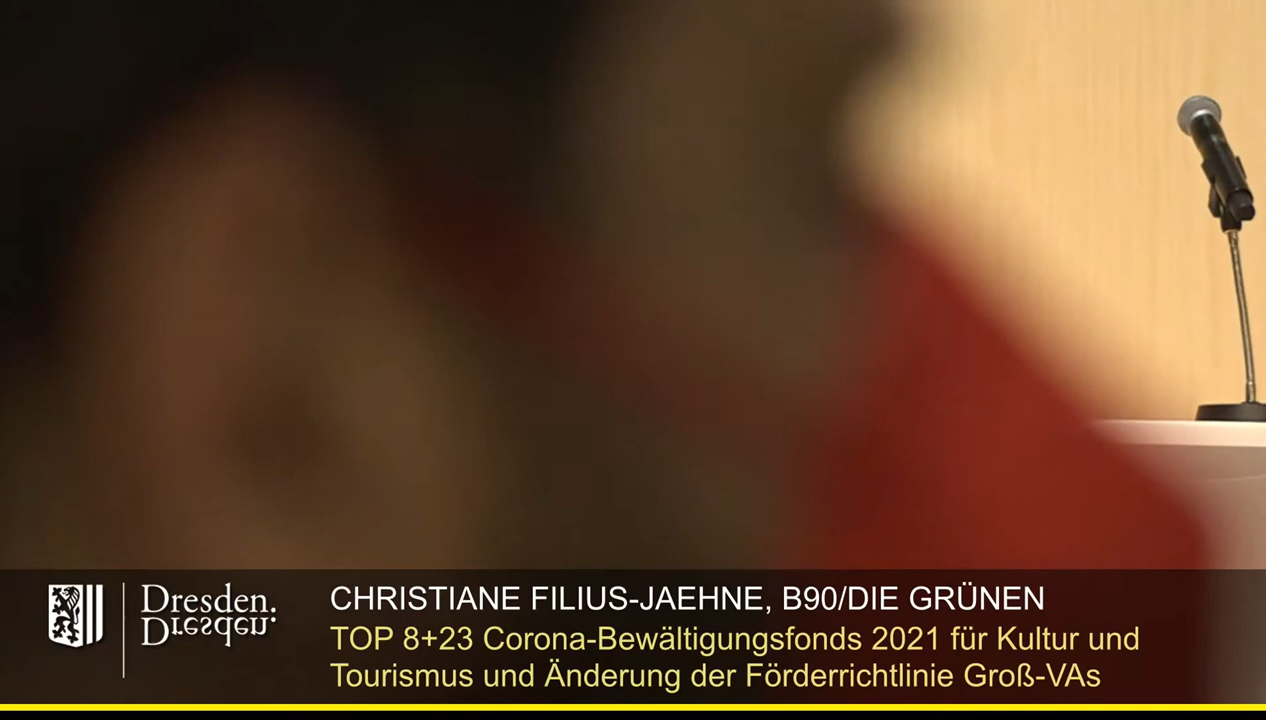 Dresden.
Dresden.
CHRISTIANE FILIUS-JAEHNE, B90/DIE GRÜNEN
TOP 8+23 Corona-Bewältigungsfonds 2021 für Kultur und
Tourismus und Änderung der Förderrichtlinie Groß-VAs